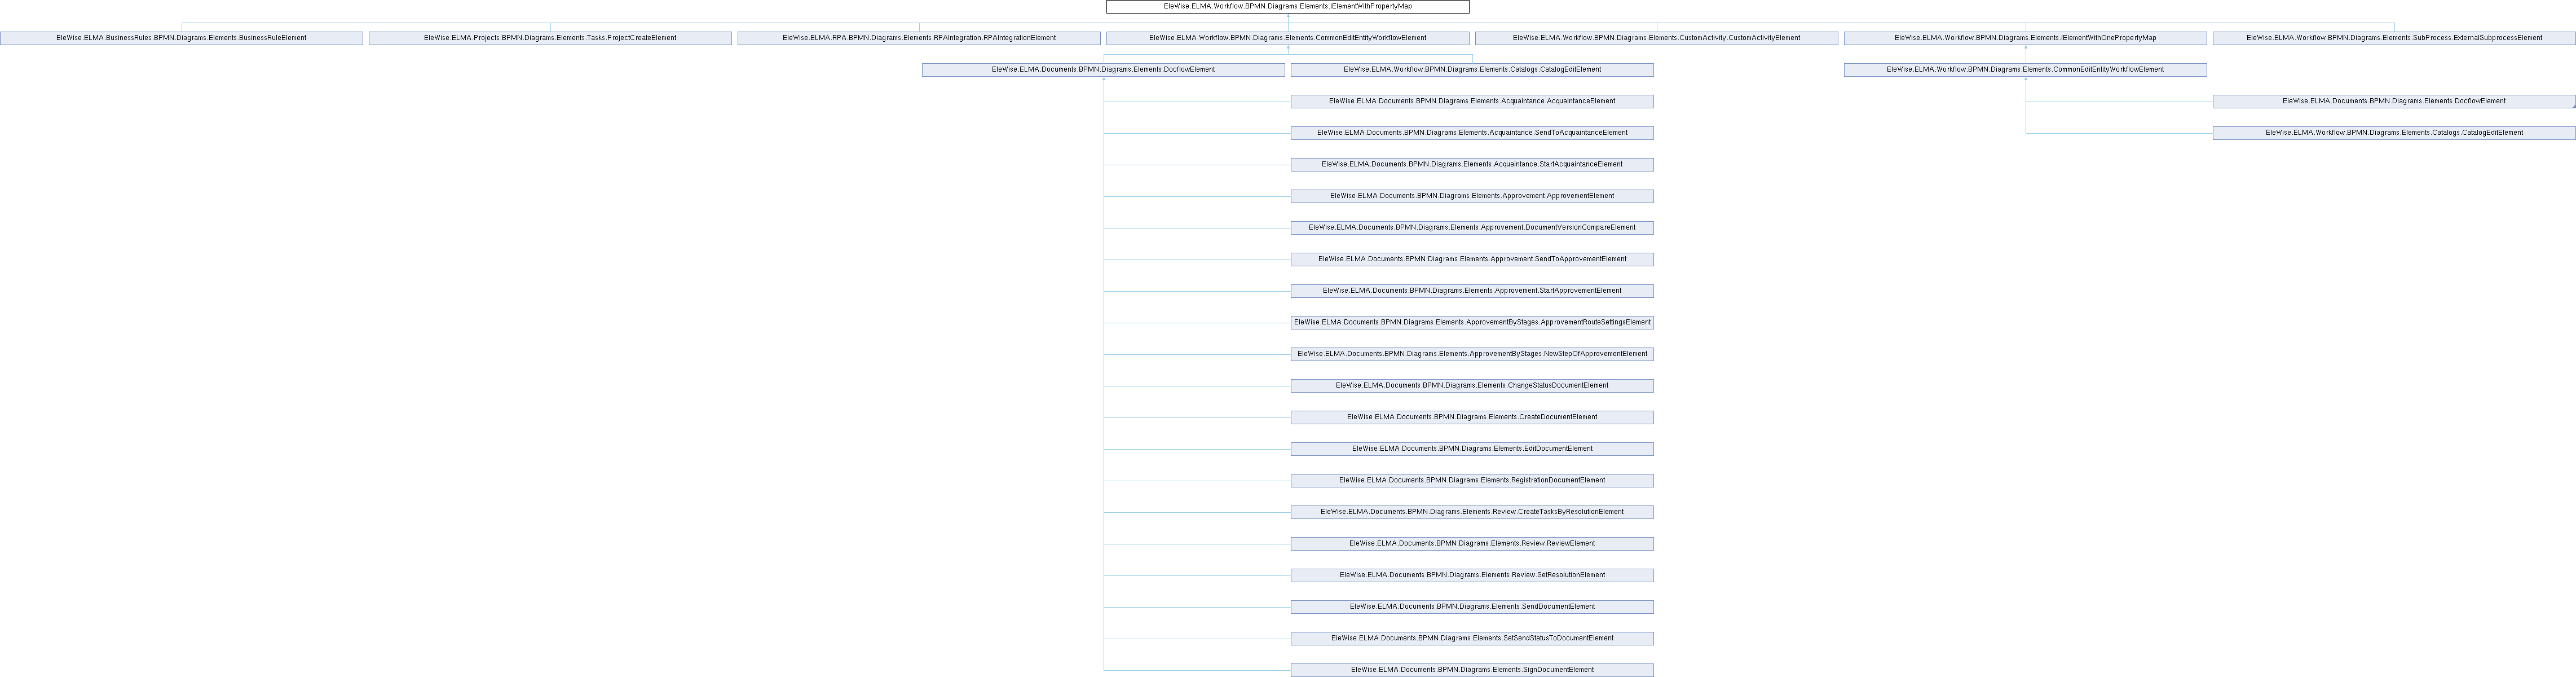 EleWise.ELMA.Workflow.BPMN.Diagrams.Elements.IElementWithPropertyMap
EleWise.ELMA.BusinessRules.BPMN.Diagrams.Elements.BusinessRuleElement
EleWise.ELMA.Projects.BPMN.Diagrams.Elements.Tasks.ProjectCreateElement
EleWise.ELMA.RPA.BPMN.Diagrams.Elements.RPAIntegration.RPAIntegrationElement
EleWise.ELMA.Workflow.BPMN.Diagrams.Elements.CommonEditEntityWorkflowElement
EleWise.ELMA.Workflow.BPMN.Diagrams.Elements.CustomActivity.CustomActivityElement
EleWise.ELMA.Workflow.BPMN.Diagrams.Elements.IElementWithOnePropertyMap
EleWise.ELMA.Workflow.BPMN.Diagrams.Elements.SubProcess.ExternalSubprocessElement
EleWise.ELMA.Documents.BPMN.Diagrams.Elements.DocflowElement
EleWise.ELMA.Workflow.BPMN.Diagrams.Elements.Catalogs.CatalogEditElement
EleWise.ELMA.Workflow.BPMN.Diagrams.Elements.CommonEditEntityWorkflowElement
EleWise.ELMA.Documents.BPMN.Diagrams.Elements.Acquaintance.AcquaintanceElement
EleWise.ELMA.Documents.BPMN.Diagrams.Elements.DocflowElement
EleWise.ELMA.Documents.BPMN.Diagrams.Elements.Acquaintance.SendToAcquaintanceElement
EleWise.ELMA.Workflow.BPMN.Diagrams.Elements.Catalogs.CatalogEditElement
EleWise.ELMA.Documents.BPMN.Diagrams.Elements.Acquaintance.StartAcquaintanceElement
EleWise.ELMA.Documents.BPMN.Diagrams.Elements.Approvement.ApprovementElement
EleWise.ELMA.Documents.BPMN.Diagrams.Elements.Approvement.DocumentVersionCompareElement
EleWise.ELMA.Documents.BPMN.Diagrams.Elements.Approvement.SendToApprovementElement
EleWise.ELMA.Documents.BPMN.Diagrams.Elements.Approvement.StartApprovementElement
EleWise.ELMA.Documents.BPMN.Diagrams.Elements.ApprovementByStages.ApprovementRouteSettingsElement
EleWise.ELMA.Documents.BPMN.Diagrams.Elements.ApprovementByStages.NewStepOfApprovementElement
EleWise.ELMA.Documents.BPMN.Diagrams.Elements.ChangeStatusDocumentElement
EleWise.ELMA.Documents.BPMN.Diagrams.Elements.CreateDocumentElement
EleWise.ELMA.Documents.BPMN.Diagrams.Elements.EditDocumentElement
EleWise.ELMA.Documents.BPMN.Diagrams.Elements.RegistrationDocumentElement
EleWise.ELMA.Documents.BPMN.Diagrams.Elements.Review.CreateTasksByResolutionElement
EleWise.ELMA.Documents.BPMN.Diagrams.Elements.Review.ReviewElement
EleWise.ELMA.Documents.BPMN.Diagrams.Elements.Review.SetResolutionElement
EleWise.ELMA.Documents.BPMN.Diagrams.Elements.SendDocumentElement
EleWise.ELMA.Documents.BPMN.Diagrams.Elements.SetSendStatusToDocumentElement
EleWise.ELMA.Documents.BPMN.Diagrams.Elements.SignDocumentElement